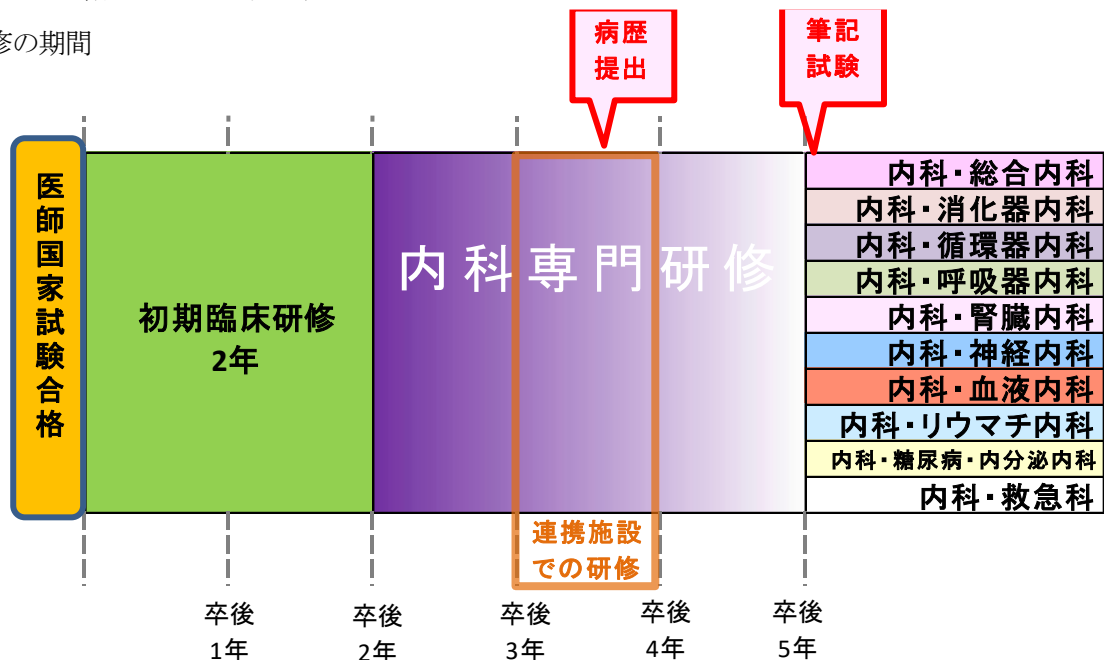 修の期間
病歴
提出
筆記
試験
医師国家試験合格
初期臨床研修
2年
内科専門研修
内科・総合内科
内科・消化器内科
内科・循環器内科
内科・呼吸器内科
内科・腎臓内科
内科・神経内科
内科・血液内科
内科・リウマチ内科
内科・糖尿病・内分泌内科
内科・救急科
連携施設
での研修
卒後
1年
卒後
2年
卒後
3年
卒後
4年
卒後
5年